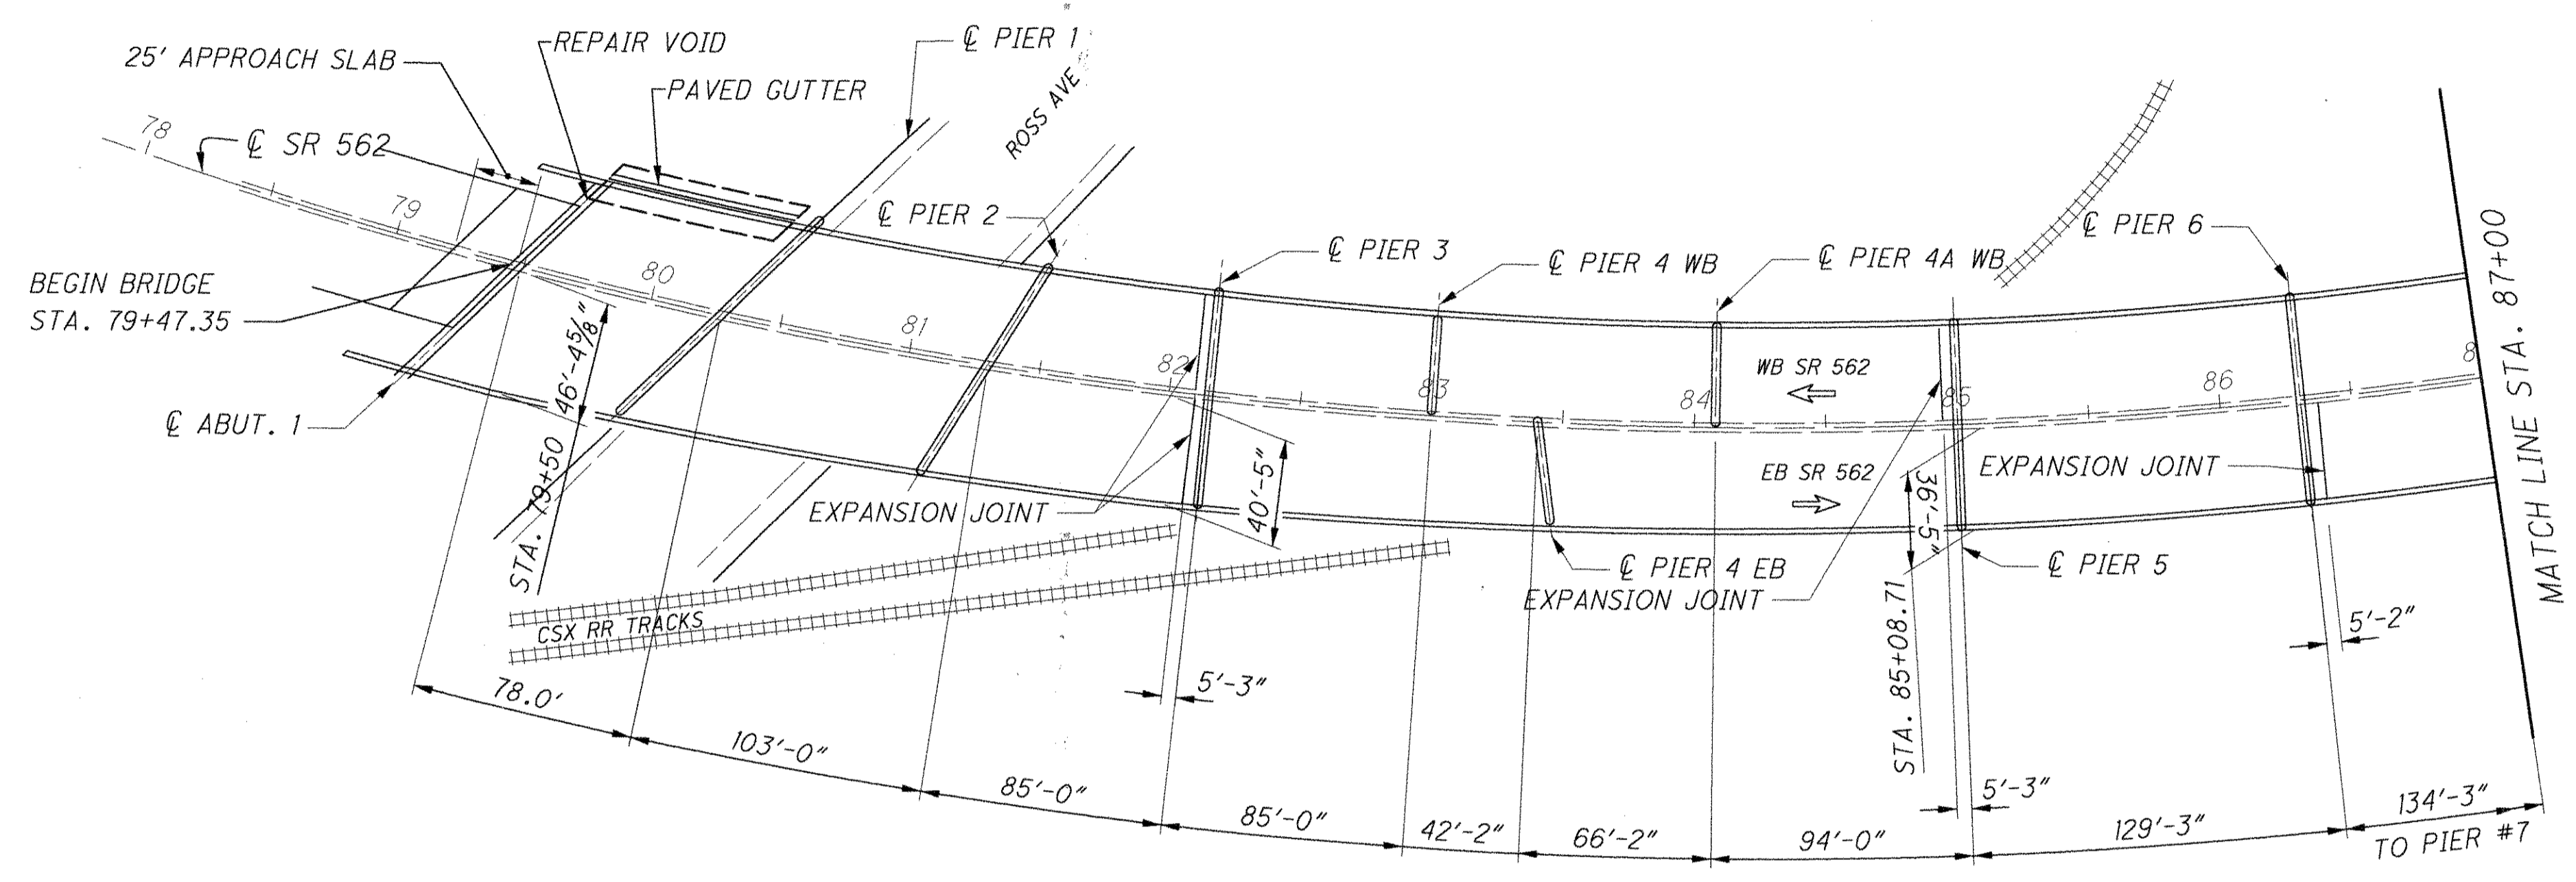 25' APPROACH SLAB
REPAIR VOID
PAVED GUTTER
℄ PIER 1
ROSS AVE
78
℄ SR 562
79
℄ PIER 2
℄ PIER 3
℄ PIER 4 WB
℄ PIER 4A WB
℄ PIER 6
MATCH LINE STA. 87+00
BEGIN BRIDGE
STA. 79+47.35
80
81
82
83
84
85
86
8
WB SR 562
EB SR 562
℄ ABUT. 1
STA. 79+50
46'-4⅝"
EXPANSION JOINT
40'-5"
℄ PIER 4 EB
EXPANSION JOINT
36'-5"
STA. 85+08.71
EXPANSION JOINT
℄ PIER 5
CSX RR TRACKS
5'-3"
5'-3"
5'-2"
78.0'
103'-0"
85'-0"
85'-0"
42'-2"
66'-2"
94'-0"
129'-3"
134'-3"
TO PIER #7